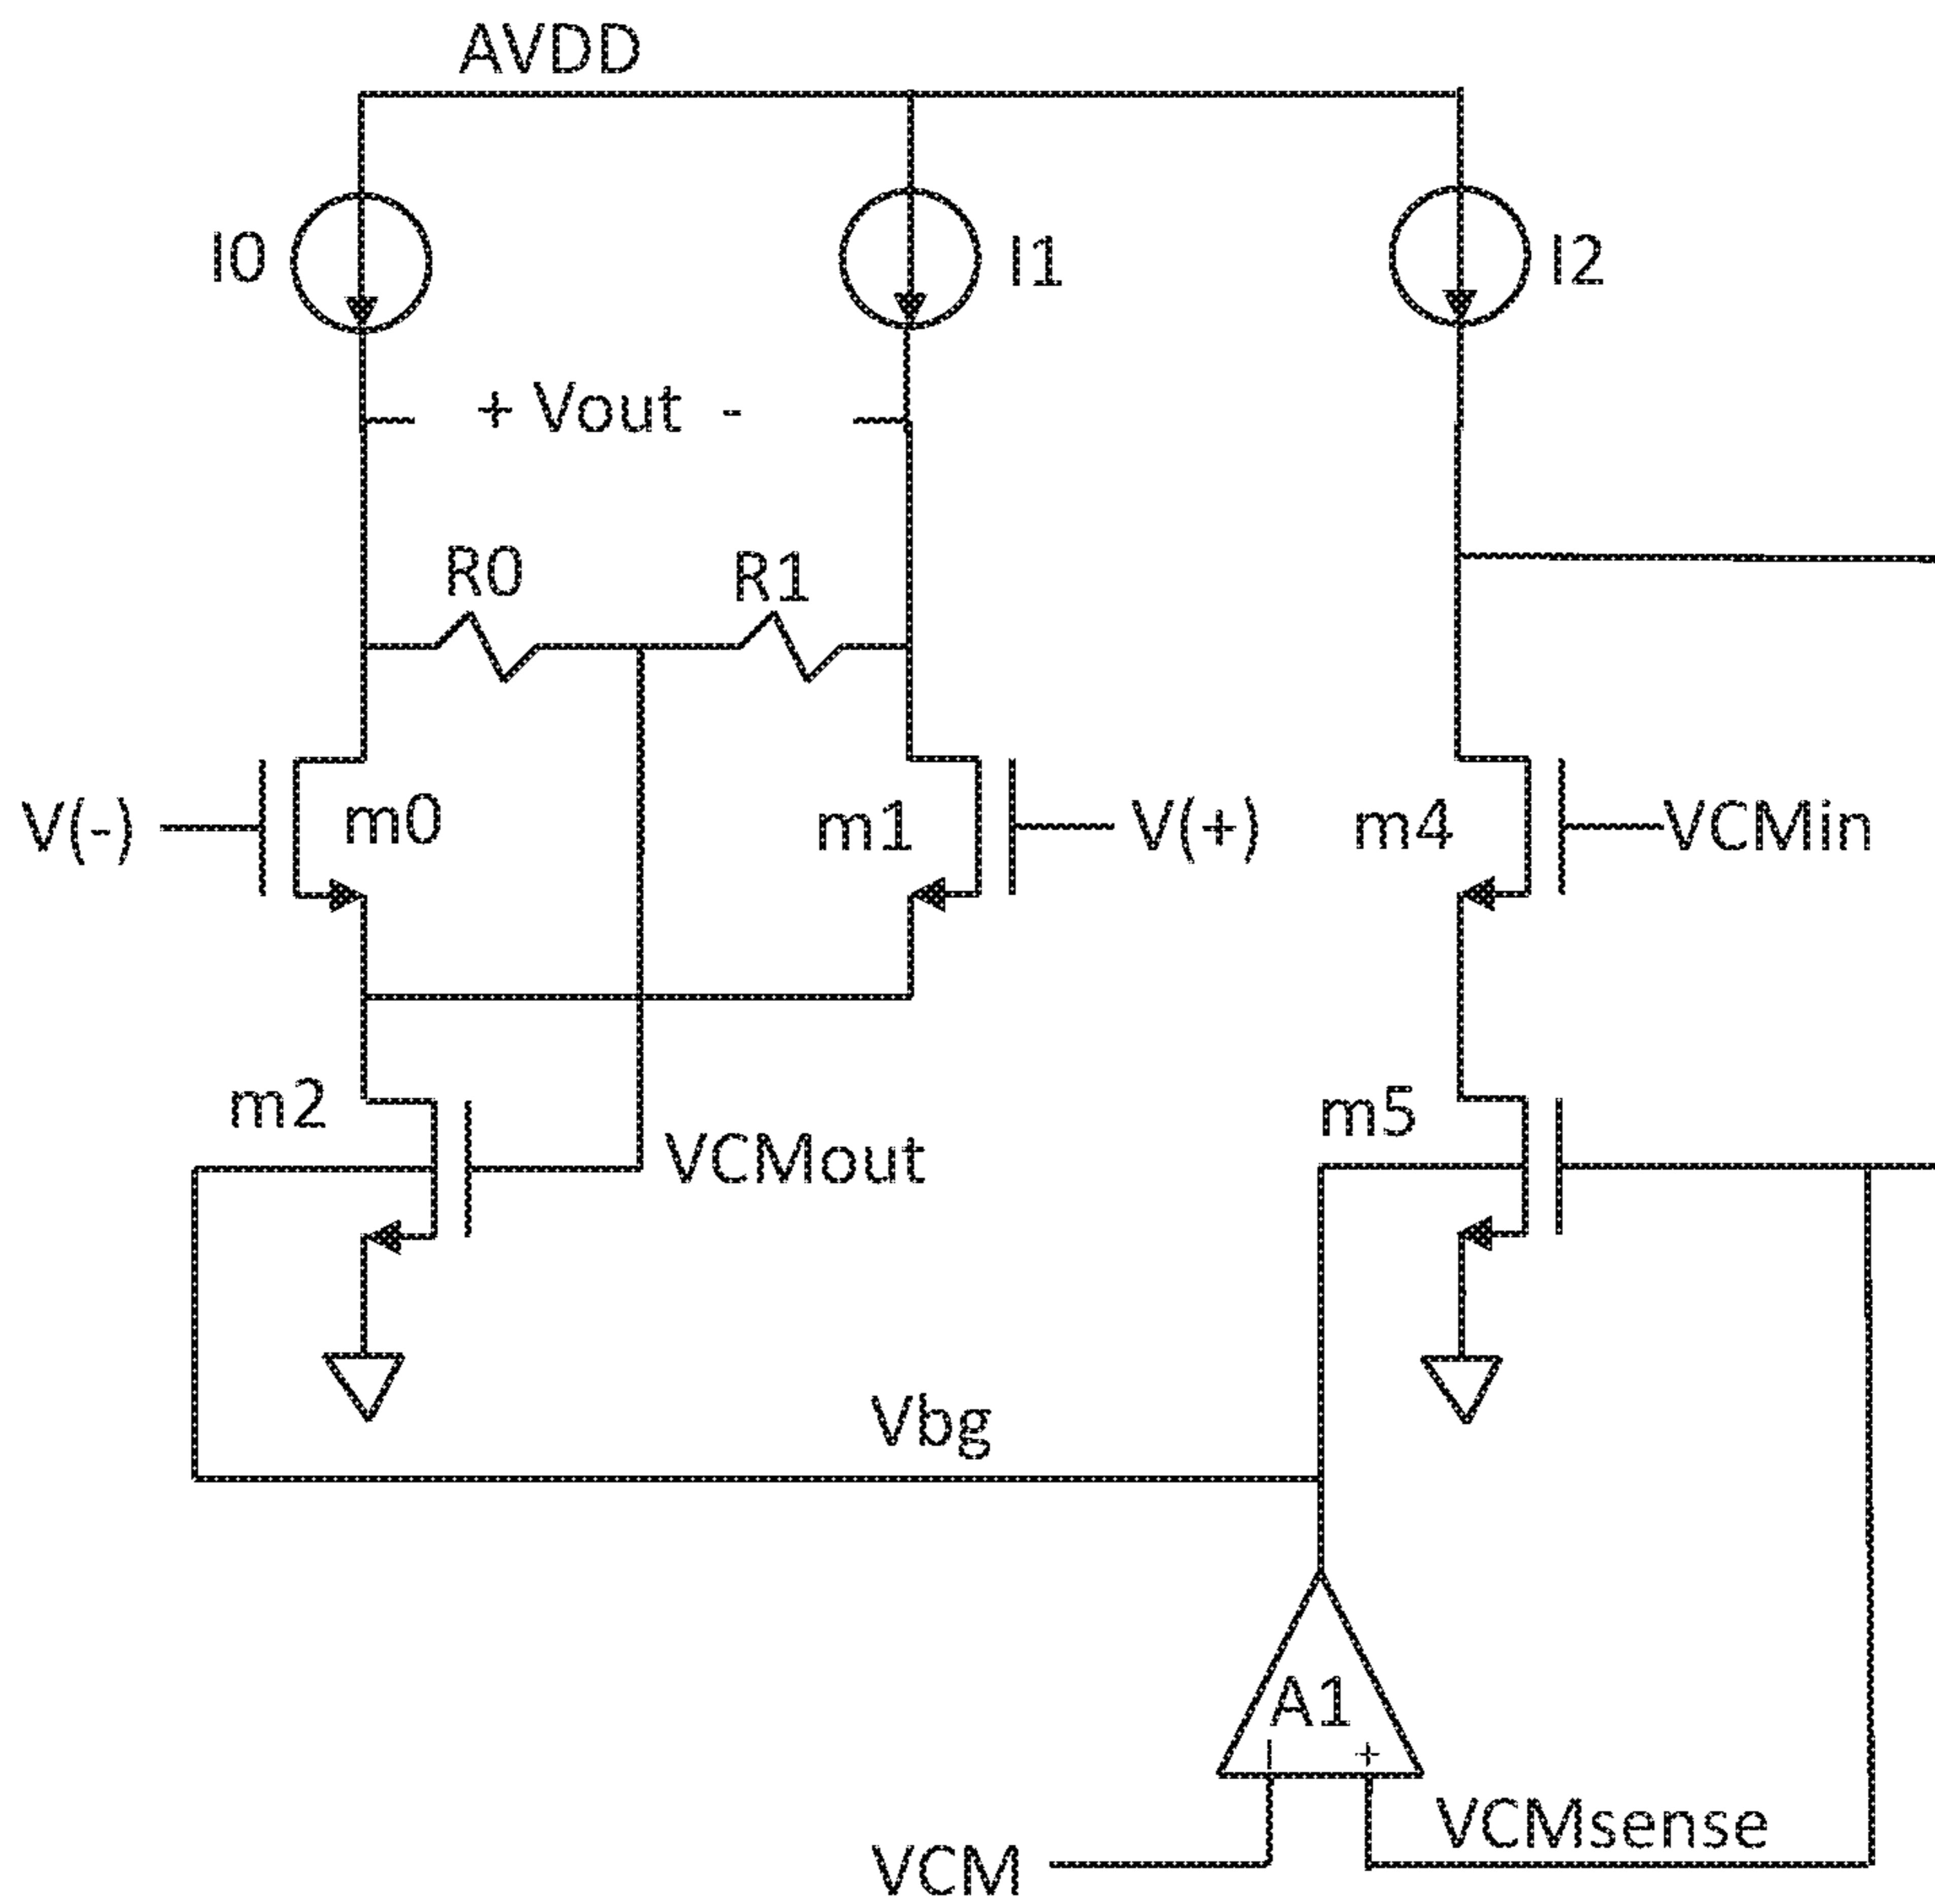 AVDD
I0
I1
I2
+ Vout -
R0
R1
V(-)
m0
m1
V(+)
m4
VCMin
m2
VCMout
m5
Vbg
A1
- +
VCMsense
VCM